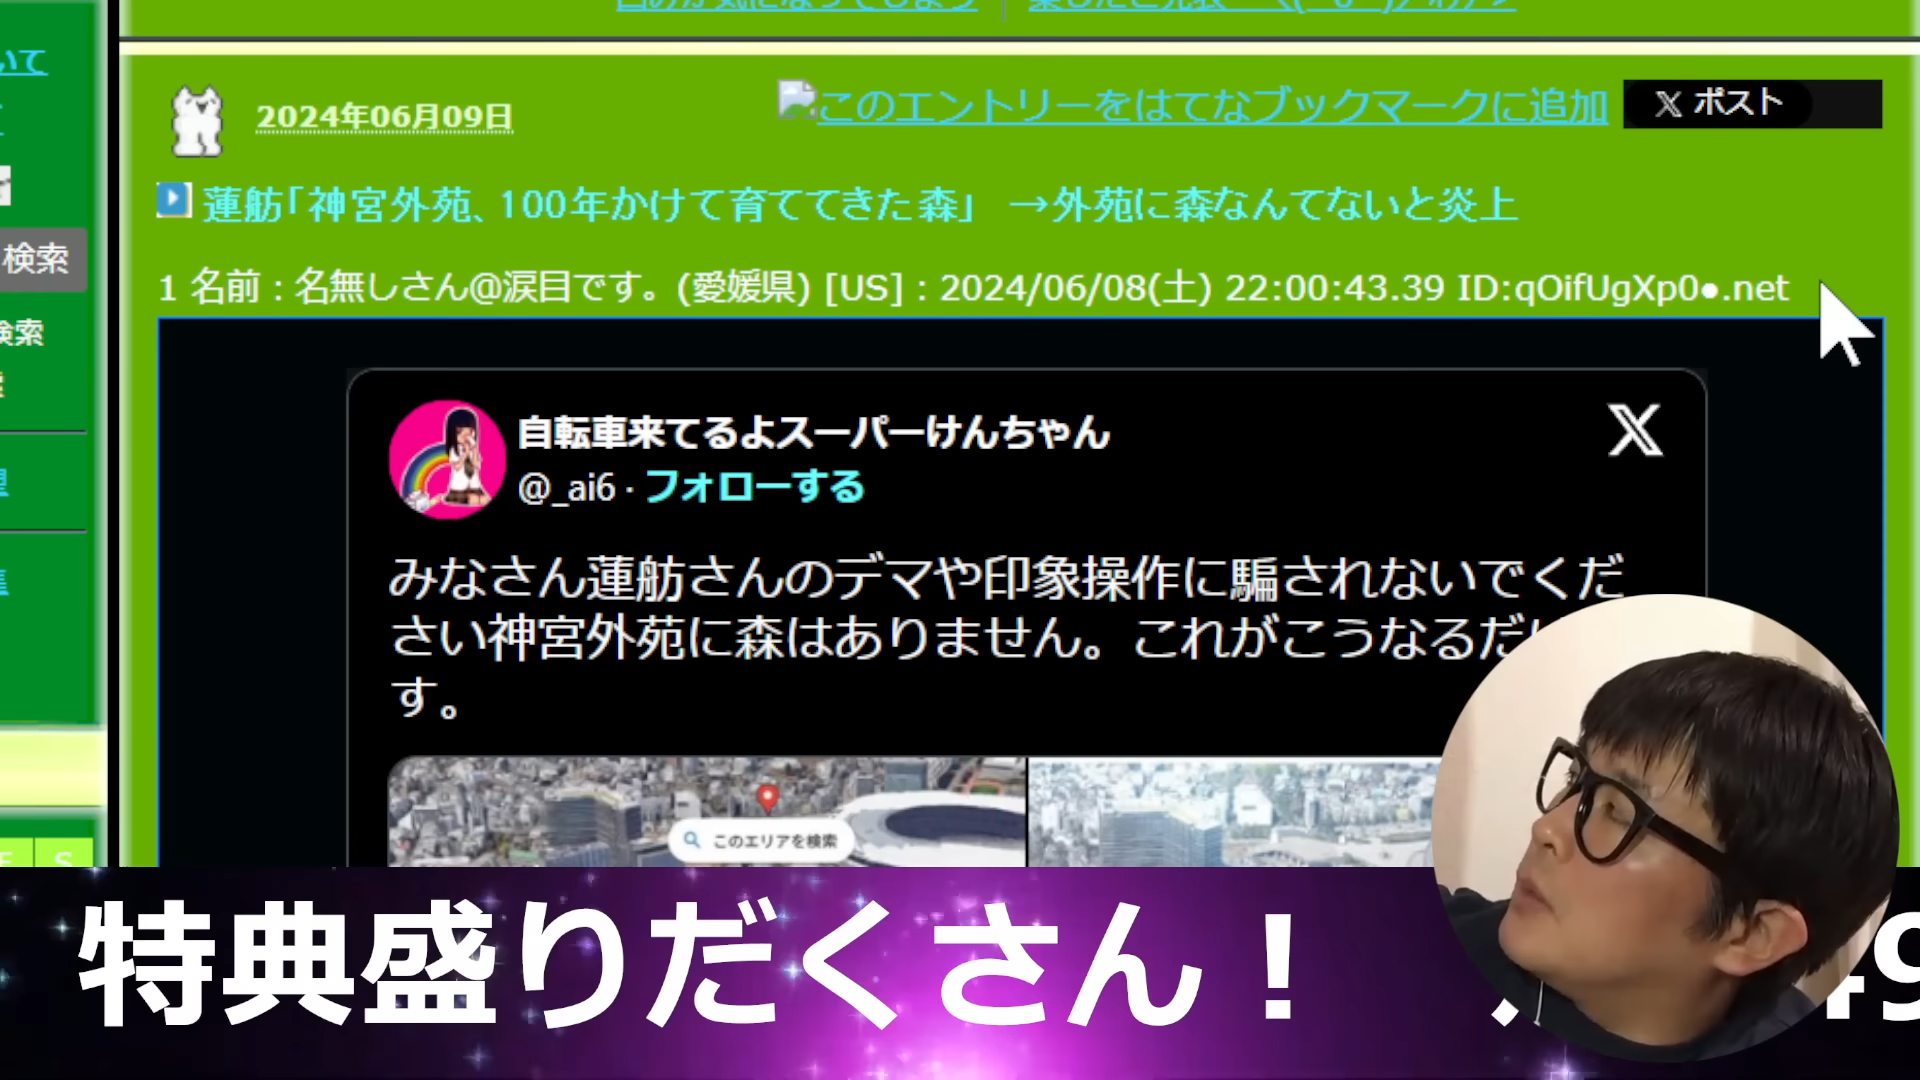 いて
検索
検索
2024年06月09日
このエントリーをはてなブックマークに追加
X ポスト
蓮舫「神宮外苑、100年かけて育ててきた森」 →外苑に森なんてないと炎上
1 名前：名無しさん@涙目です。(愛媛県) [US]：2024/06/08(土) 22:00:43.39 ID:qOifUgXp0●.net
自転車来てるよスーパーけんちゃん
@_ai6・フォローする
みなさん蓮舫さんのデマや印象操作に騙されないでくだ
さい神宮外苑に森はありません。これがこうなるだ
す。
このエリアを検索
S
特典盛りだくさん！
49